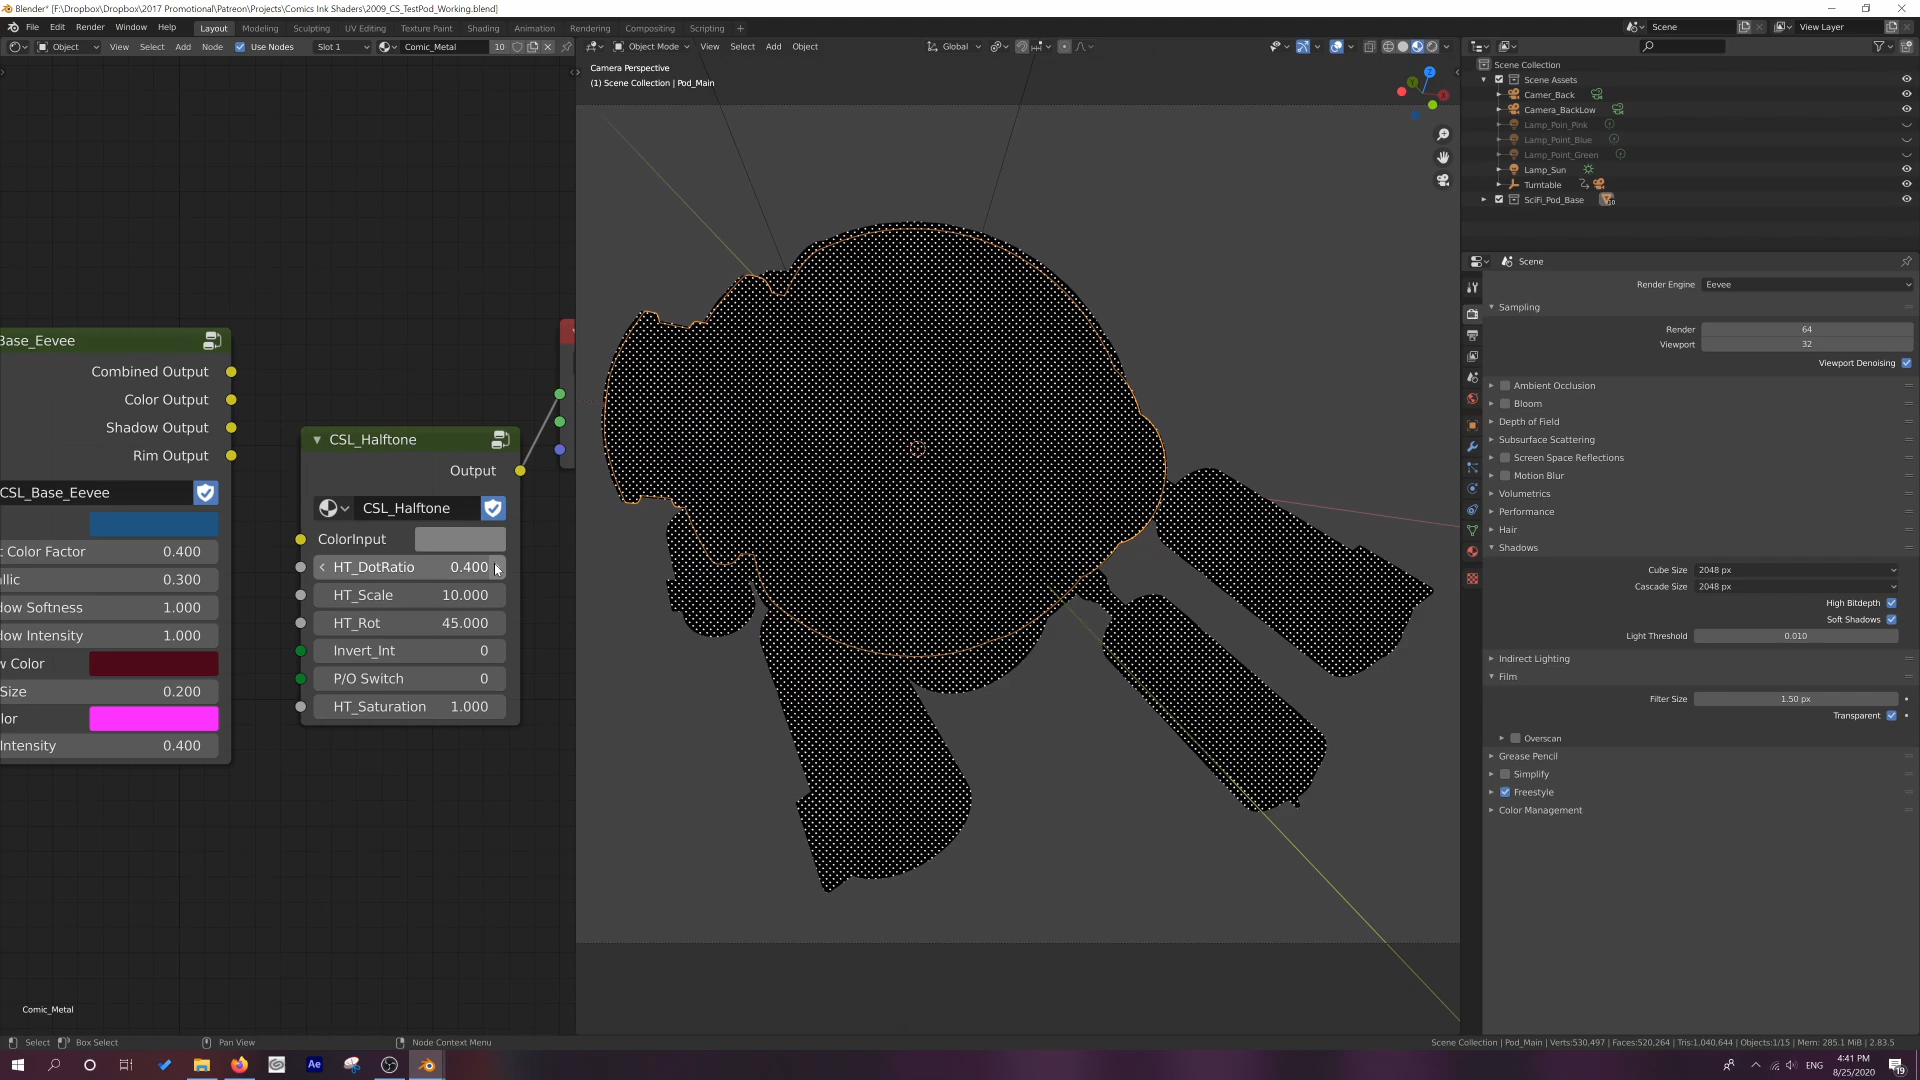 Blender* [F:\Dropbox\Dropbox\2017 Promotional\Patreon\Projects\Comics Ink Shaders\2009_CS_TestPod_Working.blend]
File Edit Render Window Help Layout Modeling Sculpting UV Editing Texture Paint Shading Animation Rendering Compositing Scripting + Scene View Layer
Object View Select Add Node Use Nodes Slot 1 Comic_Metal 10 Object Mode View Select Add Object Global
Camera Perspective
(1) Scene Collection | Pod_Main
Scene Collection
Scene Assets
Camer_Back
Camera_BackLow
Lamp_Poin_Pink
Lamp_Point_Blue
Lamp_Point_Green
Lamp_Sun
Turntable
SciFi_Pod_Base
Scene
Render Engine Eevee
Sampling
Render 64
Viewport 32
Viewport Denoising
Ambient Occlusion
Bloom
Depth of Field
Subsurface Scattering
Screen Space Reflections
Motion Blur
Volumetrics
Performance
Hair
Shadows
Cube Size 2048 px
Cascade Size 2048 px
High Bitdepth
Soft Shadows
Light Threshold 0.010
Indirect Lighting
Film
Filter Size 1.50 px
Transparent
Overscan
Grease Pencil
Simplify
Freestyle
Color Management
Base_Eevee
Combined Output
Color Output
Shadow Output
Rim Output
CSL_Base_Eevee
t Color Factor 0.400
llic 0.300
dow Softness 1.000
dow Intensity 1.000
w Color
Size 0.200
lor
Intensity 0.400
CSL_Halftone
Output
CSL_Halftone
ColorInput
HT_DotRatio 0.400
HT_Scale 10.000
HT_Rot 45.000
Invert_Int 0
P/O Switch 0
HT_Saturation 1.000
Comic_Metal
Select Box Select Pan View Node Context Menu
Scene Collection | Pod_Main | Verts:530,497 | Faces:520,264 | Tris:1,040,644 | Objects:1/15 | Mem: 285.1 MiB | 2.83.5
Ae
ENG
4:41 PM
8/25/2020
19